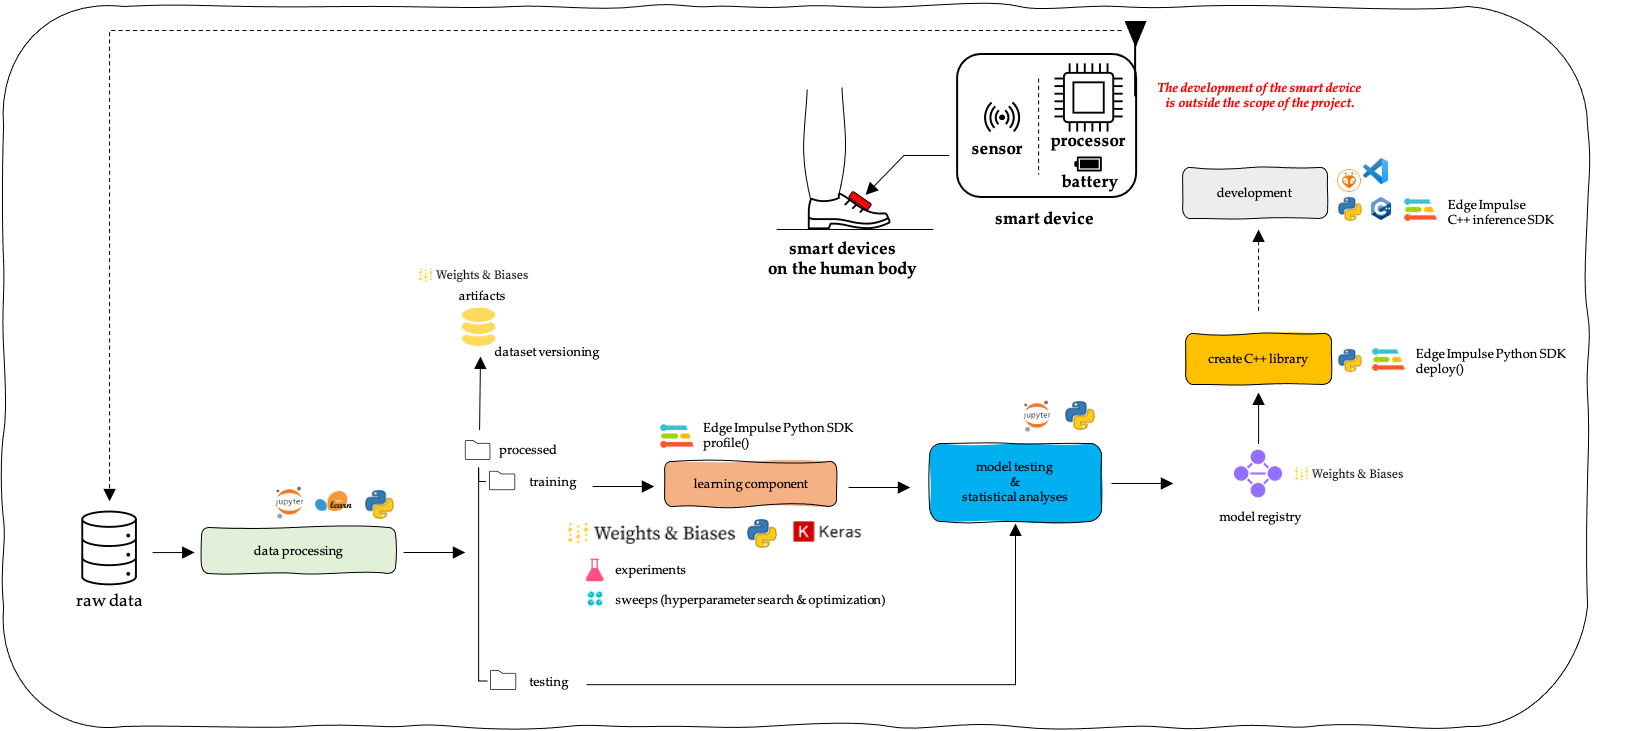 The development of the smart device
is outside the scope of the project.
sensor
processor
battery
smart device
smart devices
on the human body
development
Edge Impulse
C++ inference SDK
Weights & Biases
artifacts
dataset versioning
create C++ library
Edge Impulse Python SDK
deploy()
jupyter
Edge Impulse Python SDK
profile()
processed
training
learning component
model testing
&
statistical analyses
Weights & Biases
model registry
jupyter
learn
data processing
raw data
Weights & Biases
K Keras
experiments
sweeps (hyperparameter search & optimization)
testing